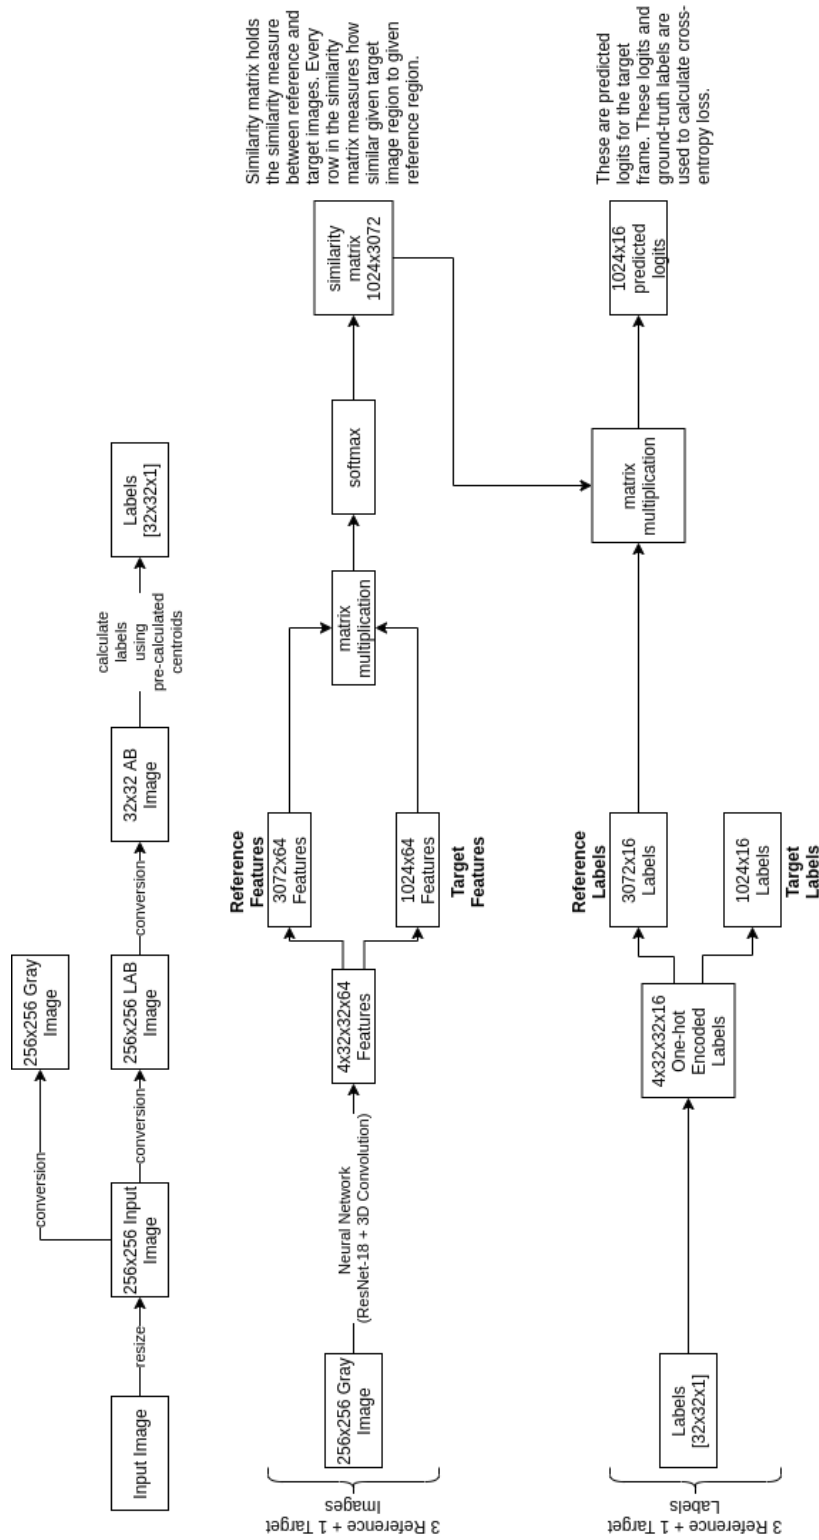 Input Image
resize
256x256 Input
Image
conversion
256x256 Gray
Image
conversion
256x256 LAB
Image
conversion
32x32 AB
Image
calculate
labels
using
pre-calculated
centroids
Labels
[32x32x1]
3 Reference + 1 Target
Images
256x256 Gray
Image
Neural Network
(ResNet-18 + 3D Convolution)
4x32x32x64
Features
Reference
Features
3072x64
Features
1024x64
Features
Target
Features
matrix
multiplication
softmax
similarity
matrix
1024x3072
Similarity matrix holds
the similarity measure
between reference and
target images. Every
row in the similarity
matrix measures how
similar given target
image region to given
reference region.
3 Reference + 1 Target
Labels
Labels
[32x32x1]
4x32x32x16
One-hot
Encoded
Labels
Reference
Labels
3072x16
Labels
1024x16
Labels
Target
Labels
matrix
multiplication
1024x16
predicted
logits
These are predicted
logits for the target
frame. These logits and
ground-truth labels are
used to calculate cross-
entropy loss.